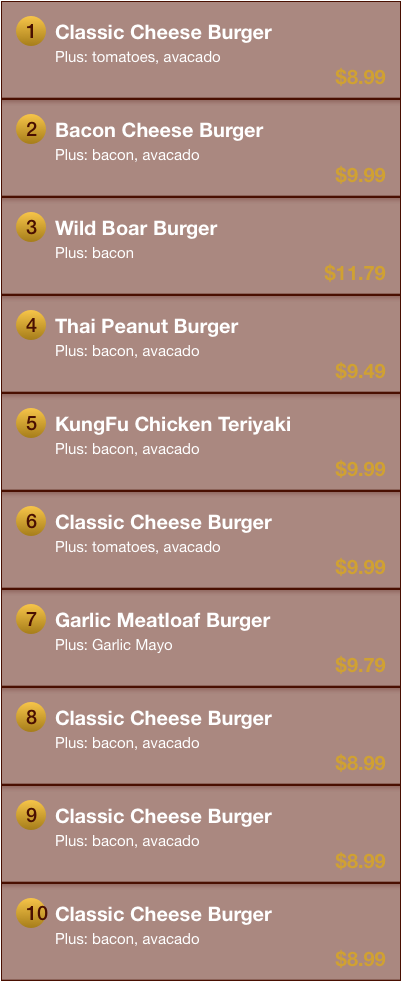 1 Classic Cheese Burger
Plus: tomatoes, avacado
$8.99
2 Bacon Cheese Burger
Plus: bacon, avacado
$9.99
3 Wild Boar Burger
Plus: bacon
$11.79
4 Thai Peanut Burger
Plus: bacon, avacado
$9.49
5 KungFu Chicken Teriyaki
Plus: bacon, avacado
$9.99
6 Classic Cheese Burger
Plus: tomatoes, avacado
$9.99
7 Garlic Meatloaf Burger
Plus: Garlic Mayo
$9.79
8 Classic Cheese Burger
Plus: bacon, avacado
$8.99
9 Classic Cheese Burger
Plus: bacon, avacado
$8.99
10 Classic Cheese Burger
Plus: bacon, avacado
$8.99